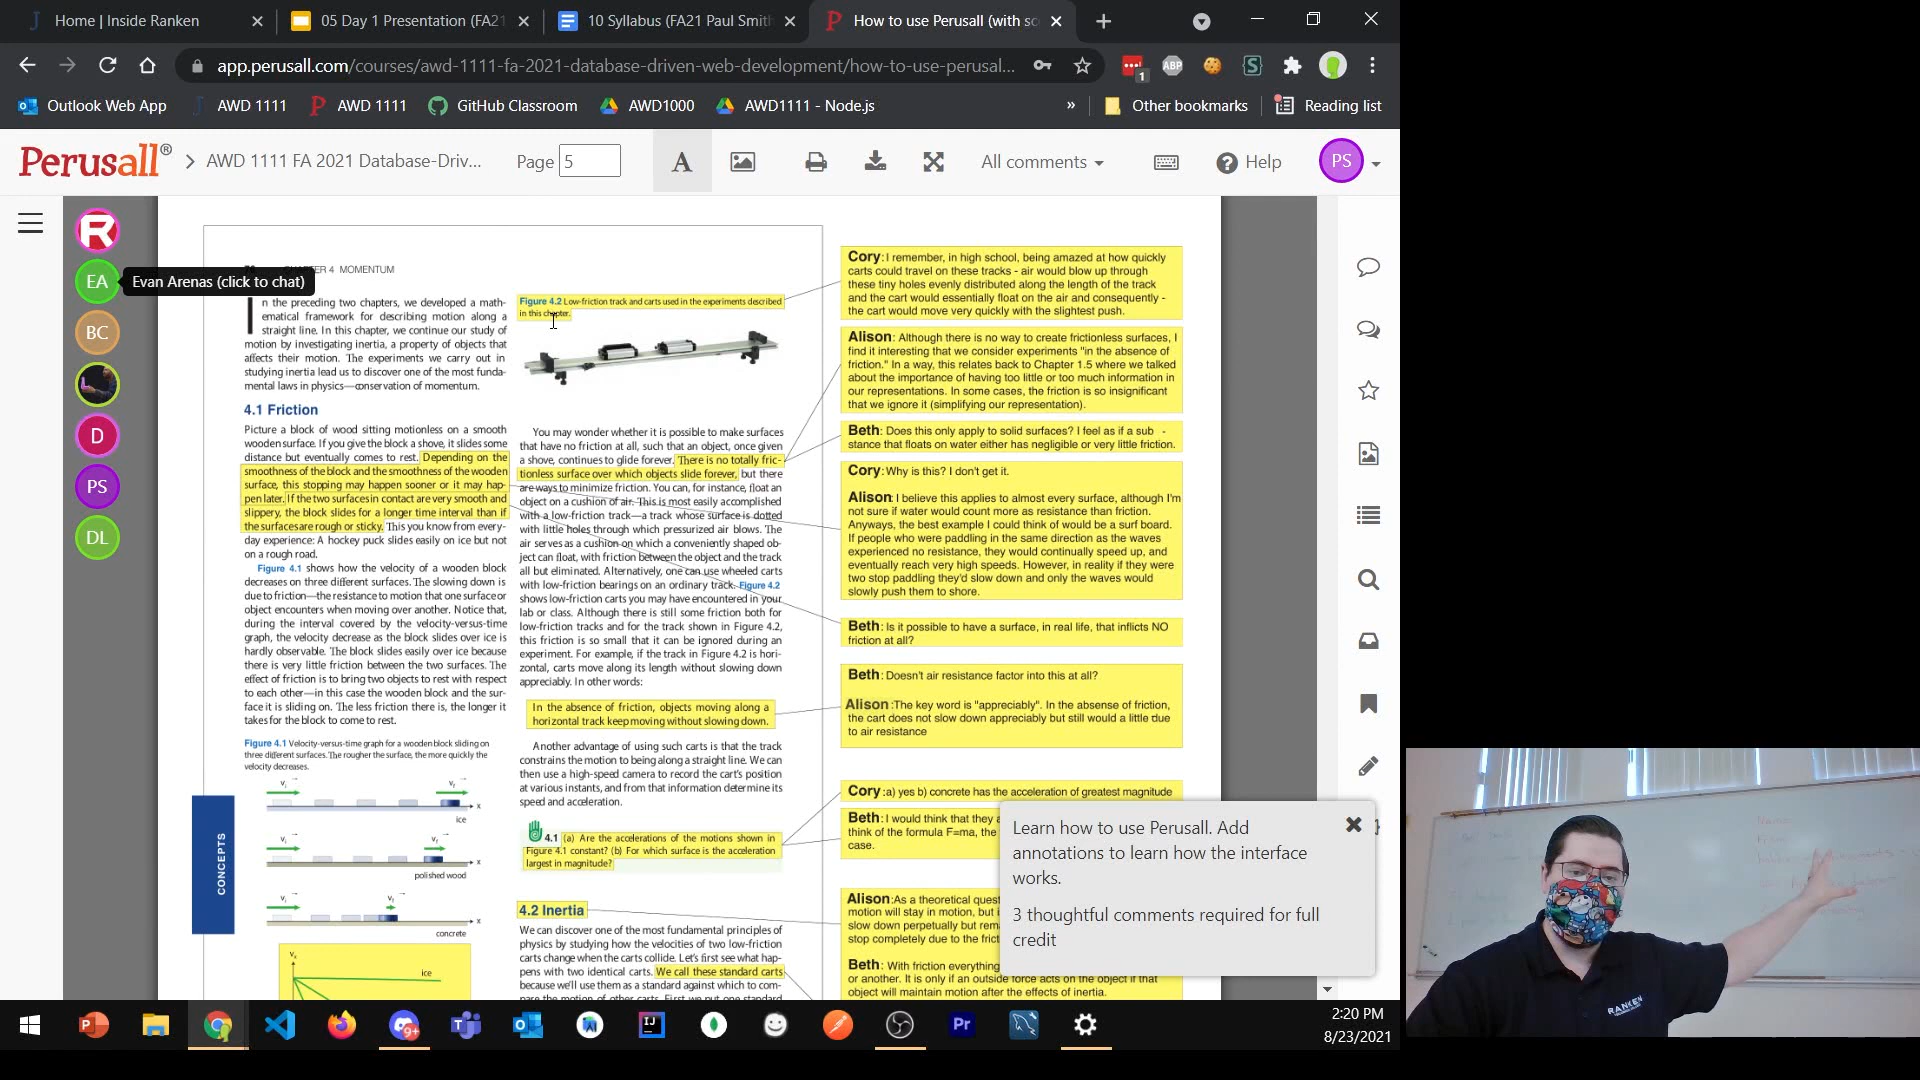 Home | Inside Ranken
05 Day 1 Presentation (FA21
10 Syllabus (FA21 Paul Smith
How to use Perusall (with so
app.perusall.com/courses/awd-1111-fa-2021-database-driven-web-development/how-to-use-perusal...
Outlook Web App
AWD 1111
AWD 1111
GitHub Classroom
AWD1000
AWD1111 - Node.js
»
Other bookmarks
Reading list
Perusall®
AWD 1111 FA 2021 Database-Driv...
Page 5
A
All comments
Help
PS
R
EA
Evan Arenas (click to chat)
BC
D
PS
DL
ER 4 MOMENTUM
In the preceding two chapters, we developed a math-
ematical framework for describing motion along a
straight line. In this chapter, we continue our study of
motion by investigating inertia, a property of objects that
affects their motion. The experiments we carry out in
studying inertia lead us to discover one of the most funda-
mental laws in physics—conservation of momentum.
4.1 Friction
Picture a block of wood sitting motionless on a smooth
wooden surface. If you give the block a shove, it slides some
distance but eventually comes to rest. Depending on the
smoothness of the block and the smoothness of the wooden
surface, this stopping may happen sooner or it may hap-
pen later. If the two surfaces in contact are very smooth and
slippery, the block slides for a longer time interval than if
the surfaces are rough or sticky. This you know from every-
day experience: A hockey puck slides easily on ice but not
on a rough road.
Figure 4.1 shows how the velocity of a wooden block
decreases on three different surfaces. The slowing down is
due to friction—the resistance to motion that one surface or
object encounters when moving over another. Notice that,
during the interval covered by the velocity-versus-time
graph, the velocity decrease as the block slides over ice is
hardly observable. The block slides easily over ice because
there is very little friction between the two surfaces. The
effect of friction is to bring two objects to rest with respect
to each other—in this case the wooden block and the sur-
face it is sliding on. The less friction there is, the longer it
takes for the block to come to rest.
Figure 4.1 Velocity-versus-time graph for a wooden block sliding on
three different surfaces. The rougher the surface, the more quickly the
velocity decreases.
vi
vf
x
ice
vi
vf
x
polished wood
vi
vf
x
concrete
vx
ice
CONCEPTS
Figure 4.2 Low-friction track and carts used in the experiments described
in this chapter.
You may wonder whether it is possible to make surfaces
that have no friction at all, such that an object, once given
a shove, continues to glide forever. There is no totally fric-
tionless surface over which objects slide forever, but there
are ways to minimize friction. You can, for instance, float an
object on a cushion of air. This is most easily accomplished
with a low-friction track—a track whose surface is dotted
with little holes through which pressurized air blows. The
air serves as a cushion on which a conveniently shaped ob-
ject can float, with friction between the object and the track
all but eliminated. Alternatively, one can use wheeled carts
with low-friction bearings on an ordinary track. Figure 4.2
shows low-friction carts you may have encountered in your
lab or class. Although there is still some friction both for
low-friction tracks and for the track shown in Figure 4.2,
this friction is so small that it can be ignored during an
experiment. For example, if the track in Figure 4.2 is hori-
zontal, carts move along its length without slowing down
appreciably. In other words:
In the absence of friction, objects moving along a
horizontal track keep moving without slowing down.
Another advantage of using such carts is that the track
constrains the motion to being along a straight line. We can
then use a high-speed camera to record the cart's position
at various instants, and from that information determine its
speed and acceleration.
4.1 (a) Are the accelerations of the motions shown in
Figure 4.1 constant? (b) For which surface is the acceleration
largest in magnitude?
4.2 Inertia
We can discover one of the most fundamental principles of
physics by studying how the velocities of two low-friction
carts change when the carts collide. Let's first see what hap-
pens with two identical carts. We call these standard carts
because we'll use them as a standard against which to com-
pare the motion of other carts. First we put one standard
Cory: I remember, in high school, being amazed at how quickly
carts could travel on these tracks - air would blow up through
these tiny holes evenly distributed along the length of the track
and the cart would essentially float on the air and consequently -
the cart would move very quickly with the slightest push.
Alison: Although there is no way to create frictionless surfaces, I
find it interesting that we consider experiments "in the absence of
friction." In a way, this relates back to Chapter 1.5 where we talked
about the importance of having too little or too much information in
our representations. In some cases, the friction is so insignificant
that we ignore it (simplifying our representation).
Beth: Does this only apply to solid surfaces? I feel as if a sub -
stance that floats on water either has negligible or very little friction.
Cory: Why is this? I don't get it.
Alison: I believe this applies to almost every surface, although I'm
not sure if water would count more as resistance than friction.
Anyways, the best example I could think of would be a surf board.
If people who were paddling in the same direction as the waves
experienced no resistance, they would continually speed up, and
eventually reach very high speeds. However, in reality if they were
two stop paddling they'd slow down and only the waves would
slowly push them to shore.
Beth: Is it possible to have a surface, in real life, that inflicts NO
friction at all?
Beth: Doesn't air resistance factor into this at all?
Alison: The key word is "appreciably". In the absense of friction,
the cart does not slow down appreciably but still would a little due
to air resistance
Cory: a) yes b) concrete has the acceleration of greatest magnitude
Beth: I would think that they a
think of the formula F=ma, the
case.
Alison: As a theoretical quest
motion will stay in motion, but i
slow down perpetually but rem
stop completely due to the frict
Beth: With friction everything
or another. It is only if an outside force acts on the object if that
object will maintain motion after the effects of inertia.
Learn how to use Perusall. Add
annotations to learn how the interface
works.
3 thoughtful comments required for full
credit
RANKEN
1
ABP
9+
2:20 PM
8/23/2021